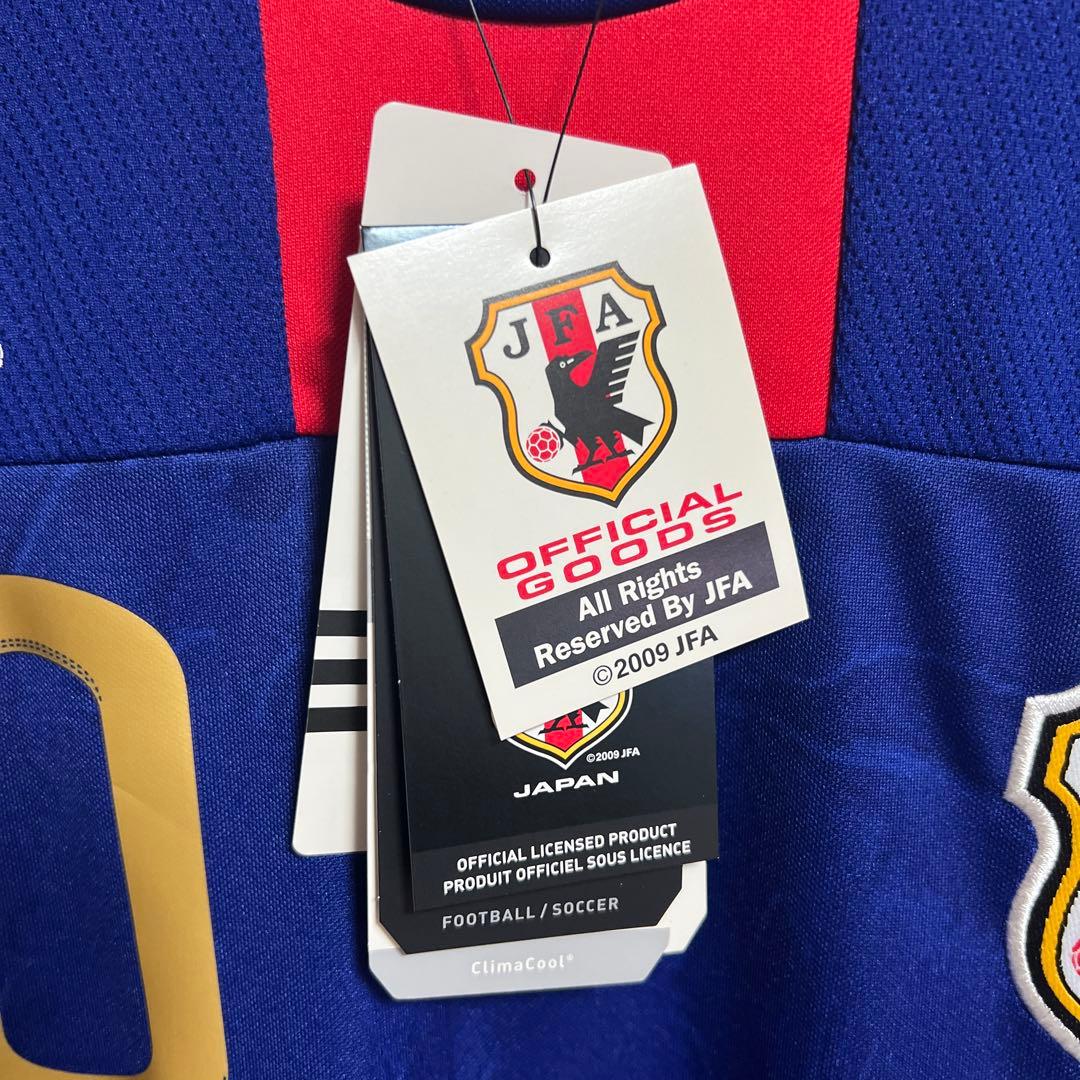 JFA
OFFICIAL
GOODS
All Rights
Reserved By JFA
©2009 JFA
©2009 JFA
JAPAN
OFFICIAL LICENSED PRODUCT
PRODUIT OFFICIEL SOUS LICENCE
FOOTBALL/SOCCER
ClimaCool®